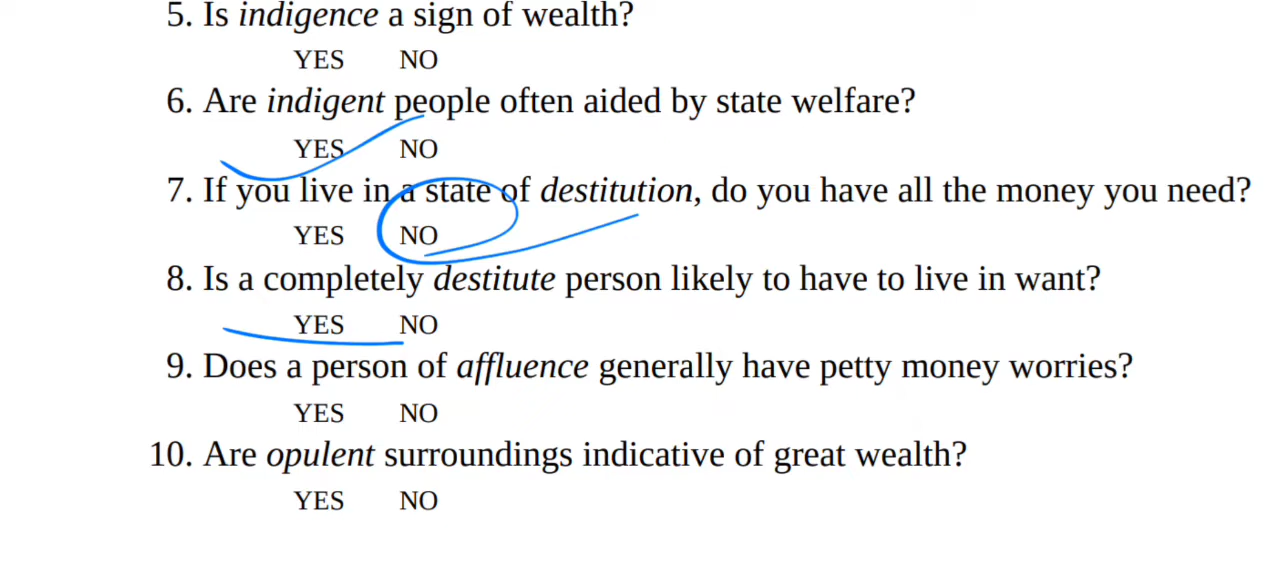 5. Is indigence a sign of wealth?
YES NO
6. Are indigent people often aided by state welfare?
YES NO
7. If you live in a state of destitution, do you have all the money you need?
YES NO
8. Is a completely destitute person likely to have to live in want?
YES NO
9. Does a person of affluence generally have petty money worries?
YES NO
10. Are opulent surroundings indicative of great wealth?
YES NO